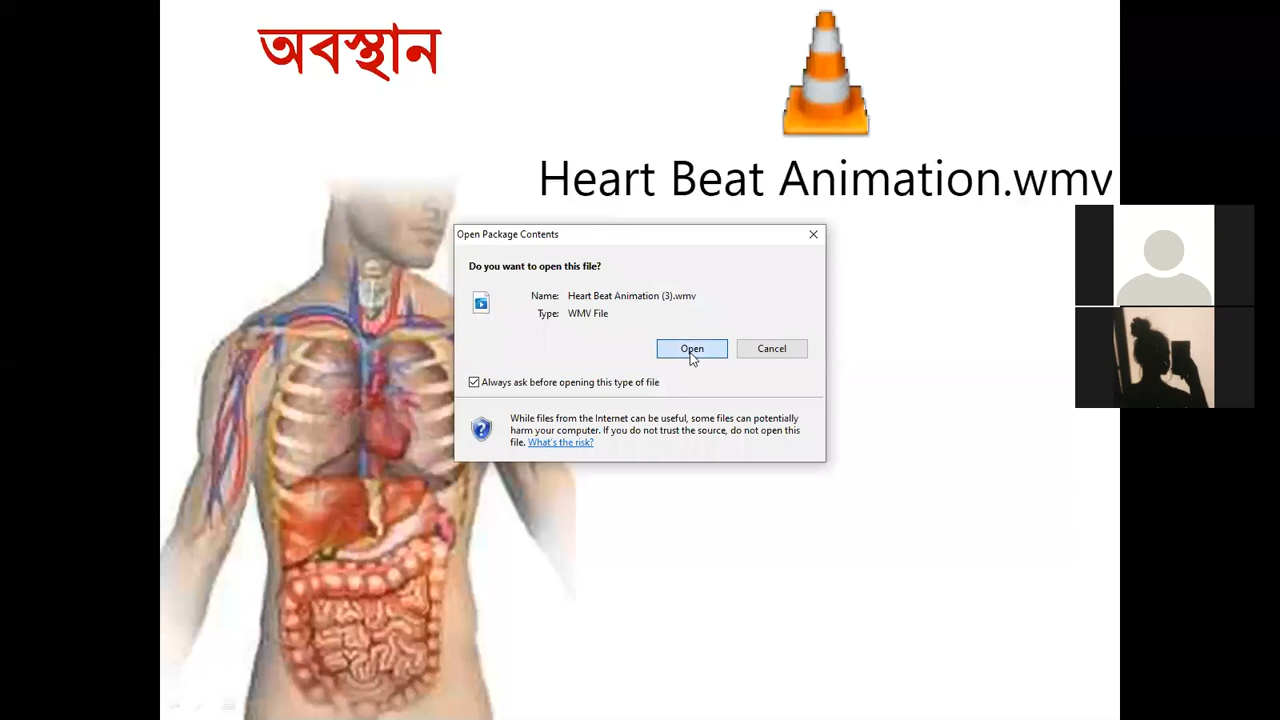 অবস্থান
Heart Beat Animation.wmv
Open Package Contents
Do you want to open this file?
Name: Heart Beat Animation (3).wmv
Type: WMV File
Open Cancel
Always ask before opening this type of file
While files from the Internet can be useful, some files can potentially
harm your computer. If you do not trust the source, do not open this
file. What's the risk?